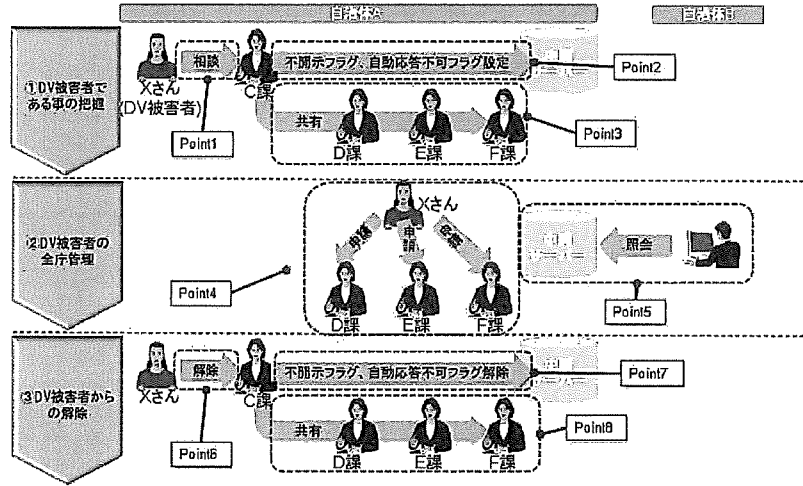 自治体A
自治体B
①DV被害者で
ある事の把握
Xさん
(DV被害者)
相談
C課
不開示フラグ、自動応答不可フラグ設定
共有
D課
E課
F課
Point1
Point2
Point3
②DV被害者の
全庁管理
Xさん
申請
申請
申請
D課
E課
F課
照会
Point4
Point5
③DV被害者から
の解除
Xさん
解除
C課
不開示フラグ、自動応答不可フラグ解除
共有
D課
E課
F課
Point6
Point7
Point8